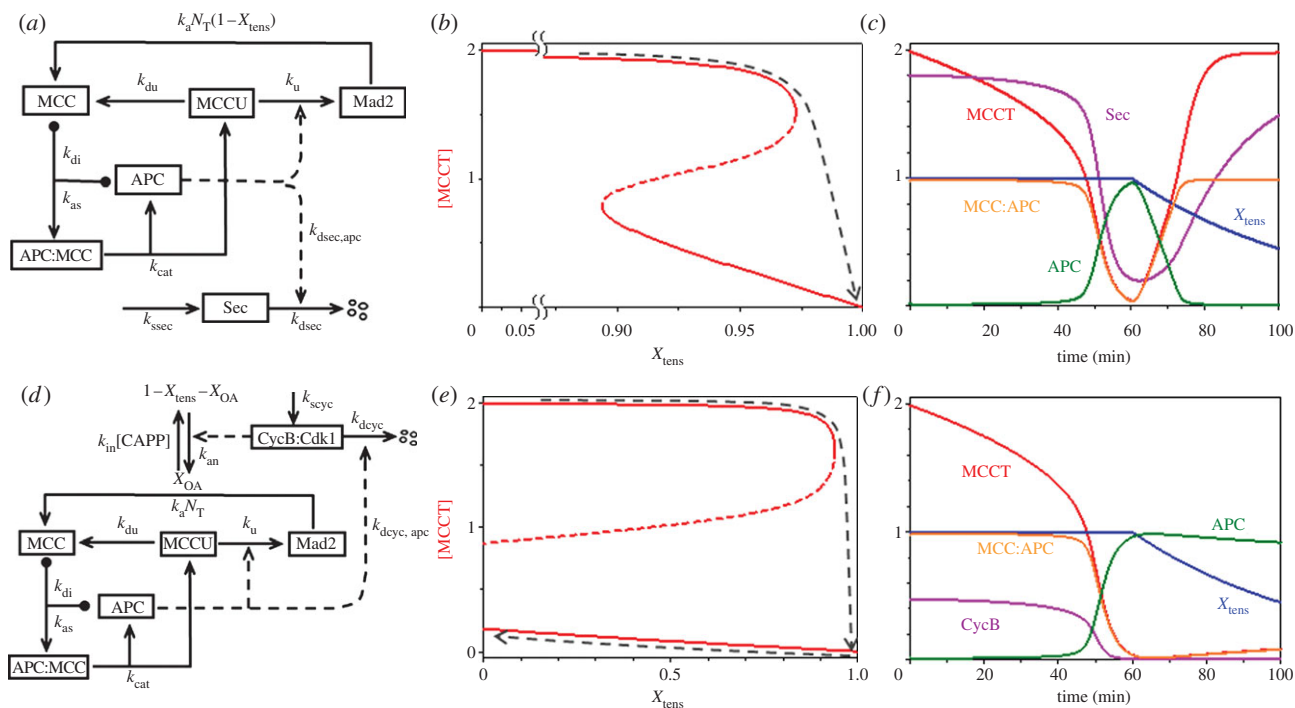 (a)
k_aN_T(1–X_tens)
MCC
k_du
MCCU
k_u
Mad2
k_di
k_as
APC
APC:MCC
k_cat
k_dsec,apc
k_ssec
Sec
k_dsec
(b)
[MCCT]
2
1
0
0
0.05
0.90
0.95
1.00
X_tens
(c)
2
1
0
MCCT
Sec
MCC:APC
X_tens
APC
0
20
40
60
80
100
time (min)
(d)
1–X_tens–X_OA
k_in[CAPP]
k_an
X_OA
k_scyc
CycB:Cdk1
k_dcyc
k_aN_T
MCC
k_du
MCCU
k_u
Mad2
k_dcyc, apc
k_di
k_as
APC
APC:MCC
k_cat
(e)
[MCCT]
2
1
0
0
0.5
1.0
X_tens
(f)
2
1
0
MCCT
APC
MCC:APC
X_tens
CycB
0
20
40
60
80
100
time (min)